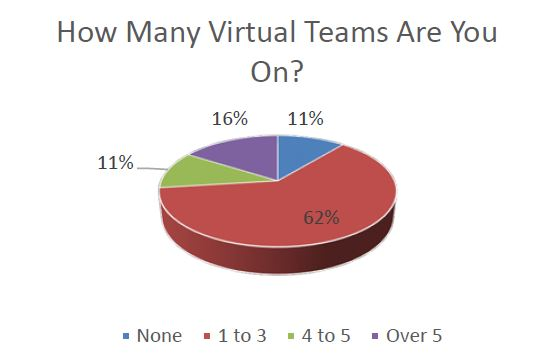 How Many Virtual Teams Are You
On?
16%
11%
11%
62%
None
1 to 3
4 to 5
Over 5